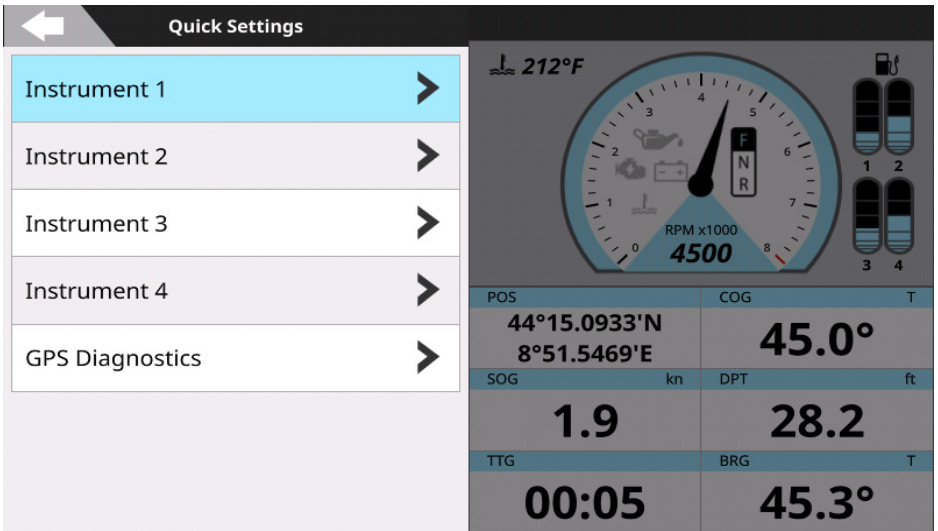 Quick Settings
Instrument 1
Instrument 2
Instrument 3
Instrument 4
GPS Diagnostics
212°F
0
1
2
3
4
5
6
7
8
F
N
R
RPM x1000
4500
1 2
3 4
POS
44°15.0933'N
8°51.5469'E
COG T
45.0°
SOG kn
1.9
DPT ft
28.2
TTG
00:05
BRG T
45.3°